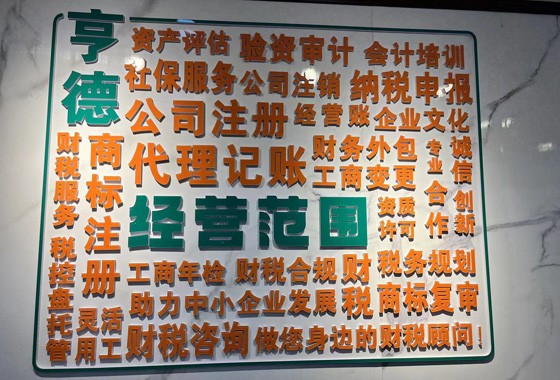 亨德
资产评估 验资审计 会计培训
社保服务 公司注销 纳税申报
公司注册 经营 账 企业文化
代理记账 财务外包 专业合作 诚信创新
工商变更
财税服务 商标注册
经营范围 资质许可
工商年检 财税合规 财税 税务规划
税控盘托管 助力中小企业发展 商标复审
灵活用工 财税咨询 做您身边的财税顾问!